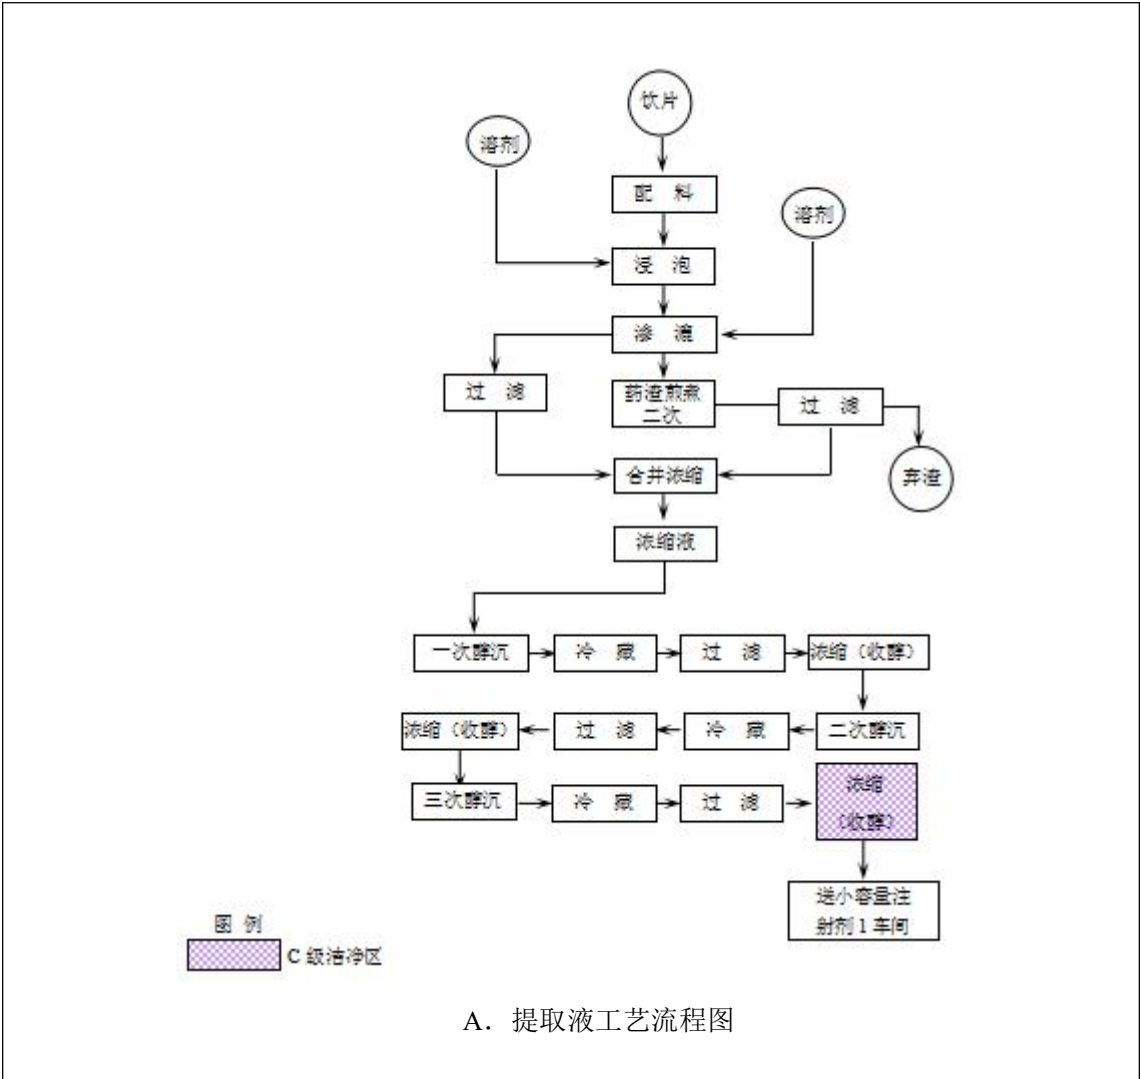 饮片
溶剂
配 料
溶剂
浸 泡
渗 漉
过 滤
药渣煎煮
二次
过 滤
合并浓缩
弃渣
浓缩液
一次醇沉
冷 藏
过 滤
浓缩（收醇）
浓缩（收醇）
过 滤
冷 藏
二次醇沉
三次醇沉
冷 藏
过 滤
浓缩
（收醇）
送小容量注
射剂 1 车间
图 例
C 级洁净区
A．提取液工艺流程图